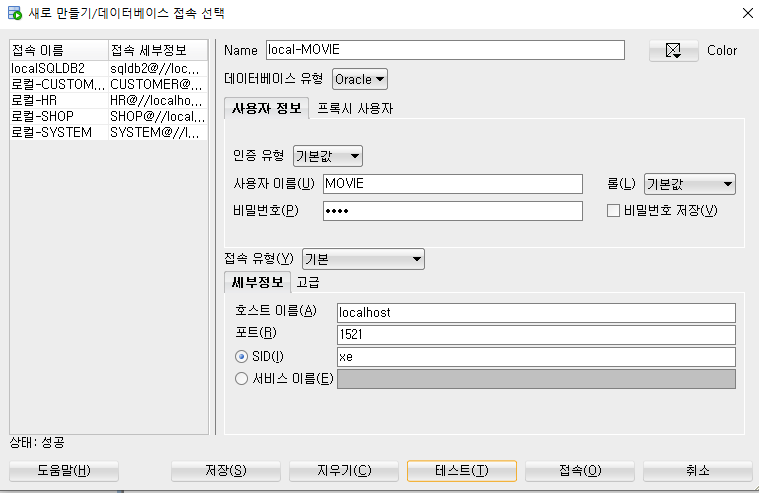 새로 만들기/데이터베이스 접속 선택
접속 이름 접속 세부정보
localSQLDB2 sqldb2@//loc...
로컬-CUSTOM... CUSTOMER@...
로컬-HR HR@//localho...
로컬-SHOP SHOP@//local...
로컬-SYSTEM SYSTEM@//l...
Name local-MOVIE Color
데이터베이스 유형 Oracle
사용자 정보 프록시 사용자
인증 유형 기본값
사용자 이름(U) MOVIE 롤(L) 기본값
비밀번호(P) •••• 비밀번호 저장(V)
접속 유형(Y) 기본
세부정보 고급
호스트 이름(A) localhost
포트(R) 1521
SID(I) xe
서비스 이름(E)
상태: 성공
도움말(H) 저장(S) 지우기(C) 테스트(T) 접속(O) 취소